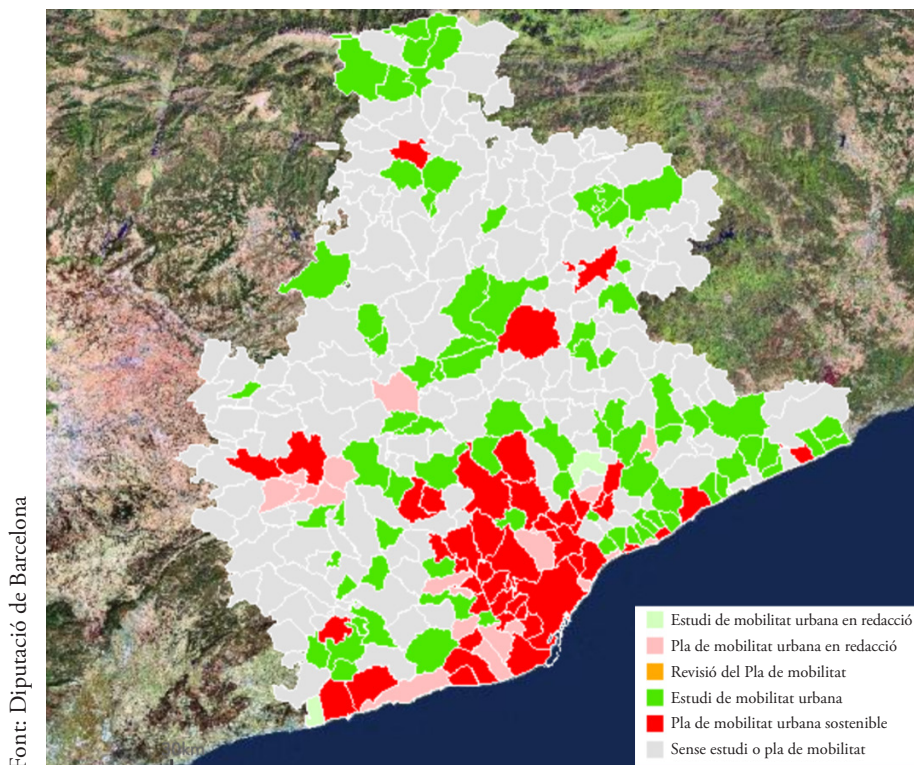 Font: Diputació de Barcelona
Estudi de mobilitat urbana en redacció
Pla de mobilitat urbana en redacció
Revisió del Pla de mobilitat
Estudi de mobilitat urbana
Pla de mobilitat urbana sostenible
Sense estudi o pla de mobilitat